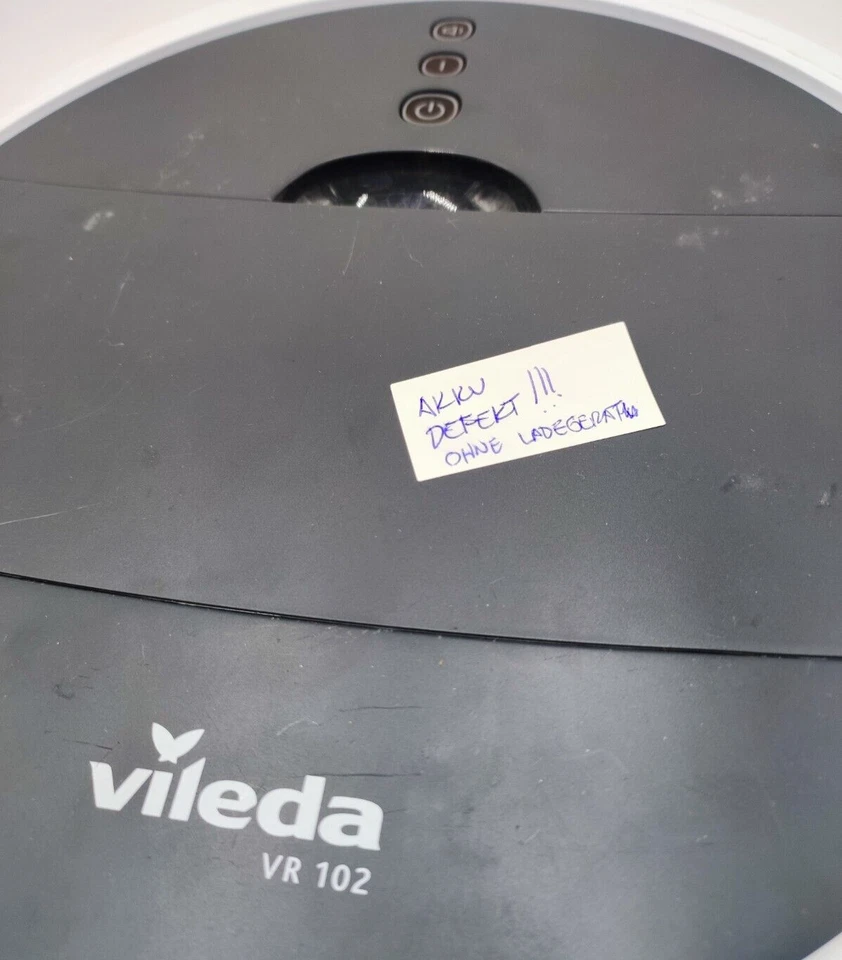 AKKU
DEFEKT !!!
OHNE LADEGERÄT
vileda
VR 102